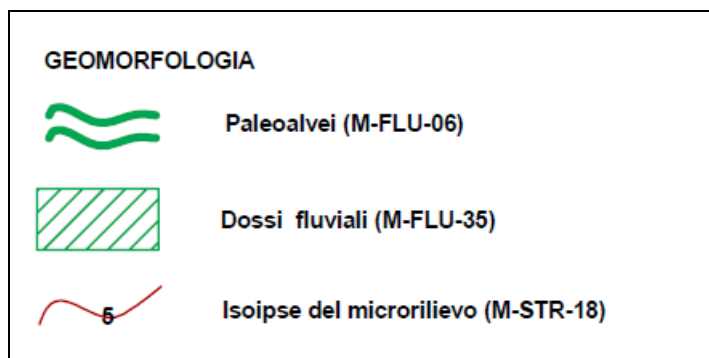 GEOMORFOLOGIA
Paleoalvei (M-FLU-06)
Dossi fluviali (M-FLU-35)
5 Isoipse del microrilievo (M-STR-18)